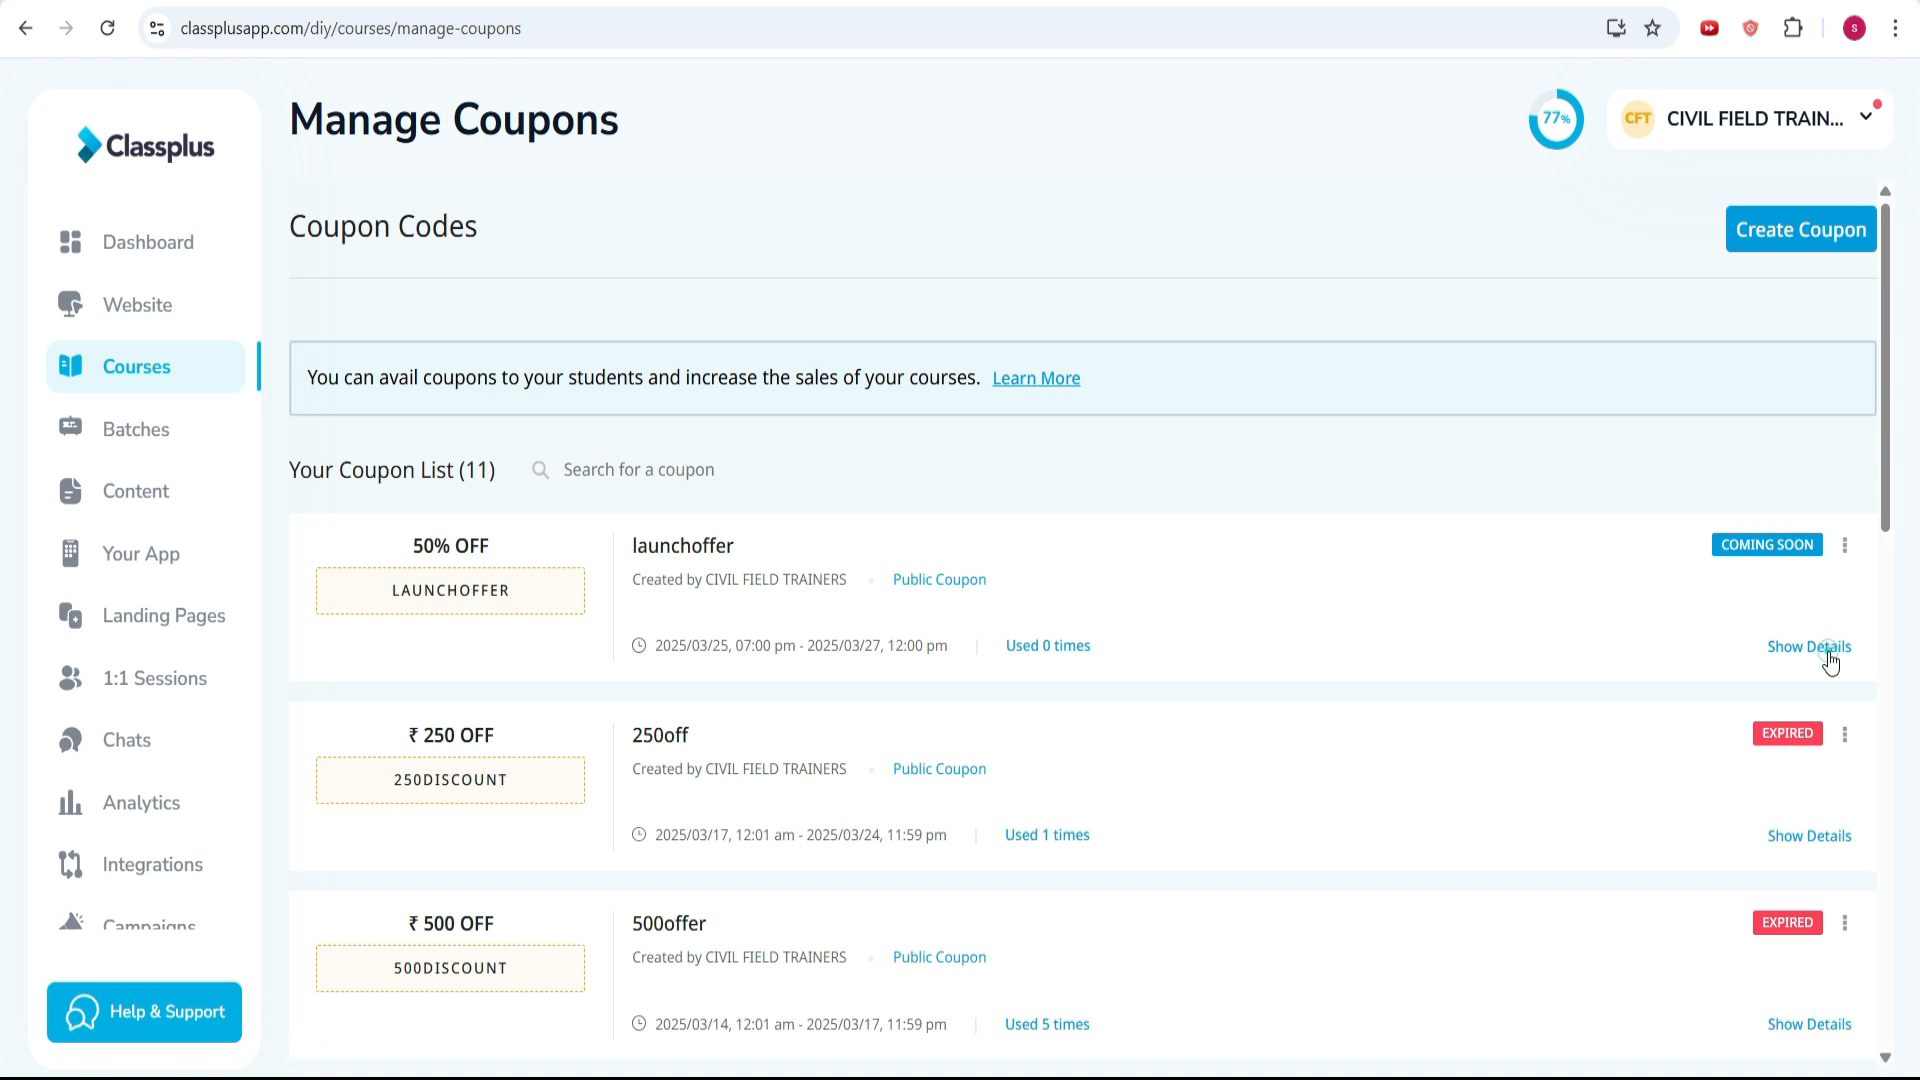 classplusapp.com/diy/courses/manage-coupons
S
Classplus
Manage Coupons
77%
CFT
CIVIL FIELD TRAIN...
Dashboard
Website
Courses
Batches
Content
Your App
Landing Pages
1:1 Sessions
Chats
Analytics
Integrations
Campaigns
Help & Support
Coupon Codes
Create Coupon
You can avail coupons to your students and increase the sales of your courses. Learn More
Your Coupon List (11)
Search for a coupon
50% OFF
LAUNCHOFFER
launchoffer
COMING SOON
Created by CIVIL FIELD TRAINERS
Public Coupon
2025/03/25, 07:00 pm - 2025/03/27, 12:00 pm
Used 0 times
Show Details
₹ 250 OFF
250DISCOUNT
250off
EXPIRED
Created by CIVIL FIELD TRAINERS
Public Coupon
2025/03/17, 12:01 am - 2025/03/24, 11:59 pm
Used 1 times
Show Details
₹ 500 OFF
500DISCOUNT
500offer
EXPIRED
Created by CIVIL FIELD TRAINERS
Public Coupon
2025/03/14, 12:01 am - 2025/03/17, 11:59 pm
Used 5 times
Show Details